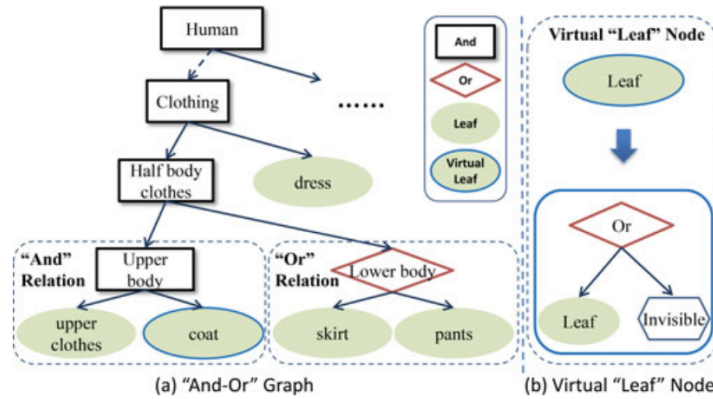 Human
And
Virtual “Leaf” Node
Or
Leaf
Clothing
......
Leaf
Half body
clothes
dress
Virtual
Leaf
“And”
Relation
Upper
body
“Or”
Relation
Lower body
Or
upper
clothes
coat
skirt
pants
Leaf
Invisible
(a) “And-Or” Graph
(b) Virtual “Leaf” Node